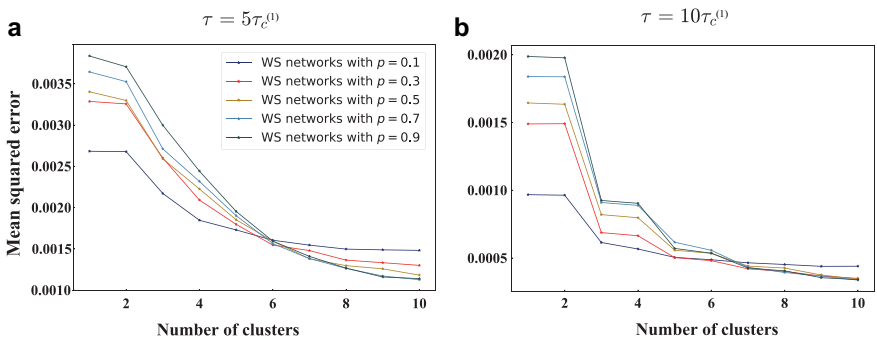 a
τ = 5τc(1)
Mean squared error
0.0035
0.0030
0.0025
0.0020
0.0015
0.0010
WS networks with p = 0.1
WS networks with p = 0.3
WS networks with p = 0.5
WS networks with p = 0.7
WS networks with p = 0.9
2 4 6 8 10
Number of clusters
b
τ = 10τc(1)
0.0020
0.0015
0.0010
0.0005
2 4 6 8 10
Number of clusters